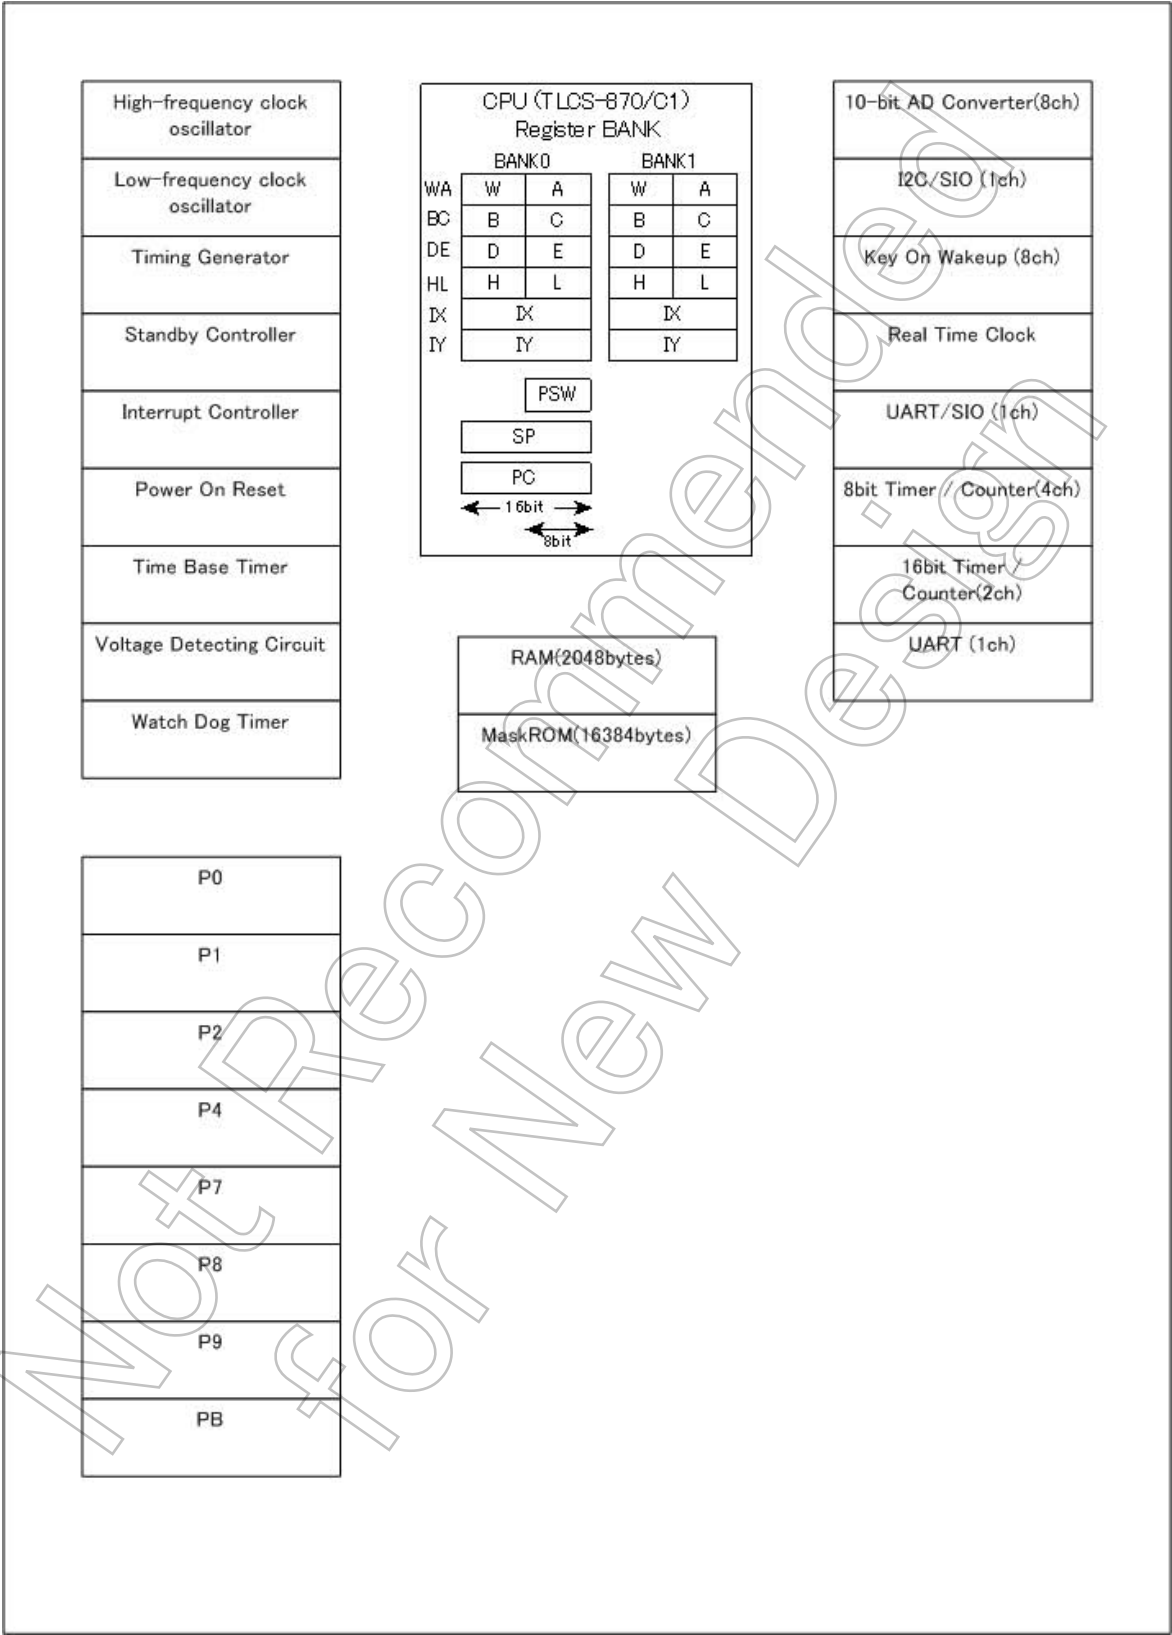 High-frequency clock
oscillator
Low-frequency clock
oscillator
Timing Generator
Standby Controller
Interrupt Controller
Power On Reset
Time Base Timer
Voltage Detecting Circuit
Watch Dog Timer
CPU (TLCS-870/C1)
Register BANK
BANK0 BANK1
WA W A W A
BC B C B C
DE D E D E
HL H L H L
IX IX IX
IY IY IY
PSW
SP
PC
16bit
8bit
RAM(2048bytes)
MaskROM(16384bytes)
10-bit AD Converter(8ch)
I2C/SIO (1ch)
Key On Wakeup (8ch)
Real Time Clock
UART/SIO (1ch)
8bit Timer / Counter(4ch)
16bit Timer /
Counter(2ch)
UART (1ch)
P0
P1
P2
P4
P7
P8
P9
PB
Not Recommended
for New Design